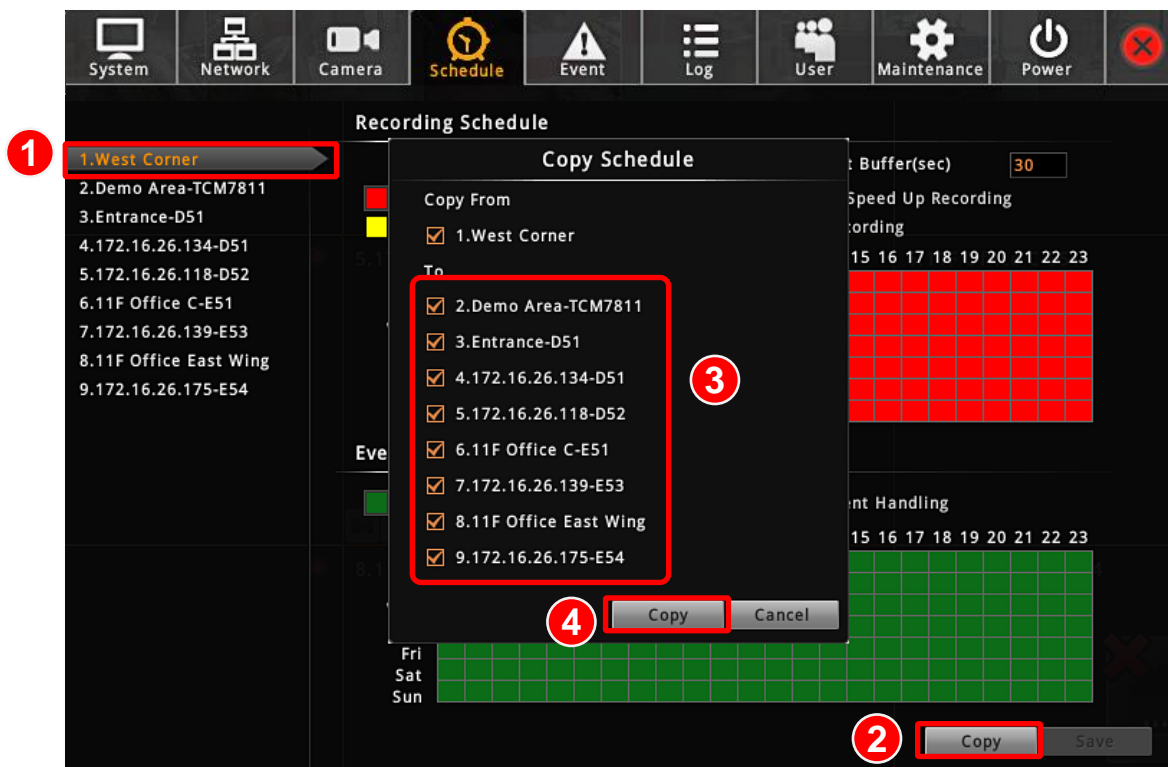 System Network Camera Schedule Event Log User Maintenance Power
Recording Schedule
1
1.West Corner
2.Demo Area-TCM7811
3.Entrance-D51
4.172.16.26.134-D51
5.172.16.26.118-D52
6.11F Office C-E51
7.172.16.26.139-E53
8.11F Office East Wing
9.172.16.26.175-E54
Copy Schedule
Copy From
1.West Corner
To
2.Demo Area-TCM7811
3.Entrance-D51
4.172.16.26.134-D51
5.172.16.26.118-D52
6.11F Office C-E51
7.172.16.26.139-E53
8.11F Office East Wing
9.172.16.26.175-E54
3
4
Copy Cancel
t Buffer(sec) 30
Speed Up Recording
cording
15 16 17 18 19 20 21 22 23
Eve
ent Handling
15 16 17 18 19 20 21 22 23
Fri
Sat
Sun
2
Copy Save